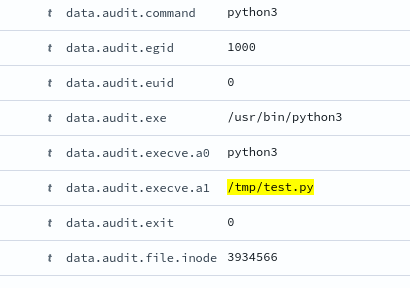 t data.audit.command python3
t data.audit.egid 1000
t data.audit.euid 0
t data.audit.exe /usr/bin/python3
t data.audit.execve.a0 python3
t data.audit.execve.a1 /tmp/test.py
t data.audit.exit 0
t data.audit.file.inode 3934566